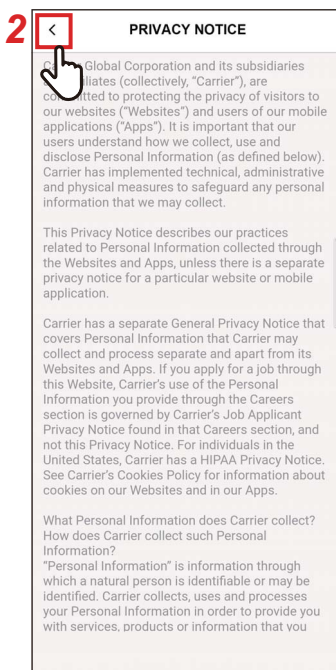 2
PRIVACY NOTICE
Global Corporation and its subsidiaries
(collectively, “Carrier”), are
to protecting the privacy of visitors to
our websites (“Websites”) and users of our mobile
applications (“Apps”). It is important that our
users understand how we collect, use and
disclose Personal Information (as defined below).
Carrier has implemented technical, administrative
and physical measures to safeguard any personal
information that we may collect.
This Privacy Notice describes our practices
related to Personal Information collected through
the Websites and Apps, unless there is a separate
privacy notice for a particular website or mobile
application.
Carrier has a separate General Privacy Notice that
covers Personal Information that Carrier may
collect and process separate and apart from its
Websites and Apps. If you apply for a job through
this Website, Carrier’s use of the Personal
Information you provide through the Careers
section is governed by Carrier’s Job Applicant
Privacy Notice found in that Careers section, and
not this Privacy Notice. For individuals in the
United States, Carrier has a HIPAA Privacy Notice.
See Carrier’s Cookies Policy for information about
cookies on our Websites and in our Apps.
What Personal Information does Carrier collect?
How does Carrier collect such Personal
Information?
“Personal Information” is information through
which a natural person is identifiable or may be
identified. Carrier collects, uses and processes
your Personal Information in order to provide you
with services, products or information that you